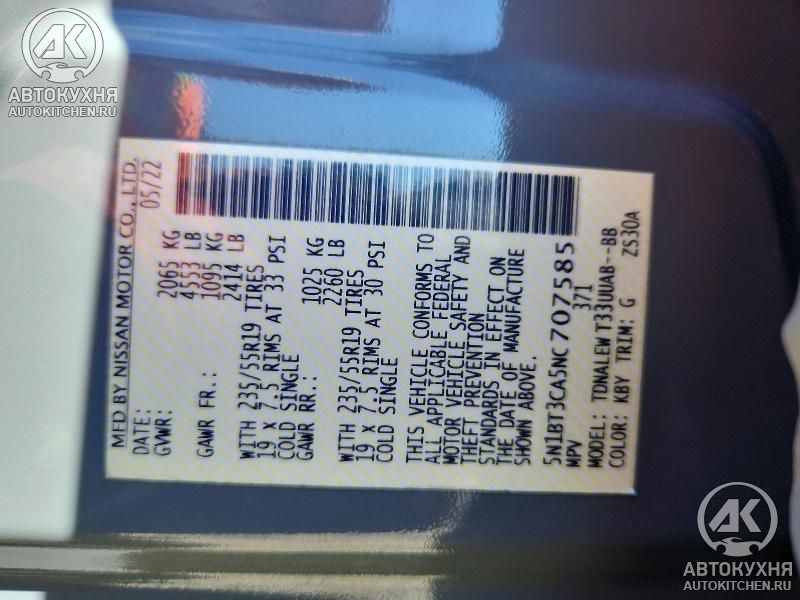 АВТОКУХНЯ
AUTOKITCHEN.RU
MFD BY NISSAN MOTOR CO., LTD.
DATE: 05/22
GVWR: 2065 KG
4553 LB
GAWR FR.: 1095 KG
2414 LB
WITH 235/55R19 TIRES
19 X 7.5 RIMS AT 33 PSI
COLD SINGLE
GAWR RR.: 1025 KG
2260 LB
WITH 235/55R19 TIRES
19 X 7.5 RIMS AT 30 PSI
COLD SINGLE
THIS VEHICLE CONFORMS TO
ALL APPLICABLE FEDERAL
MOTOR VEHICLE SAFETY AND
THEFT PREVENTION
STANDARDS IN EFFECT ON
THE DATE OF MANUFACTURE
SHOWN ABOVE.
5N1BT3CA5NC707585
MPV 371
MODEL: TDNALEW T33UUAB--BB
COLOR: KBY TRIM: G ZS30A
АК
АВТОКУХНЯ
AUTOKITCHEN.RU